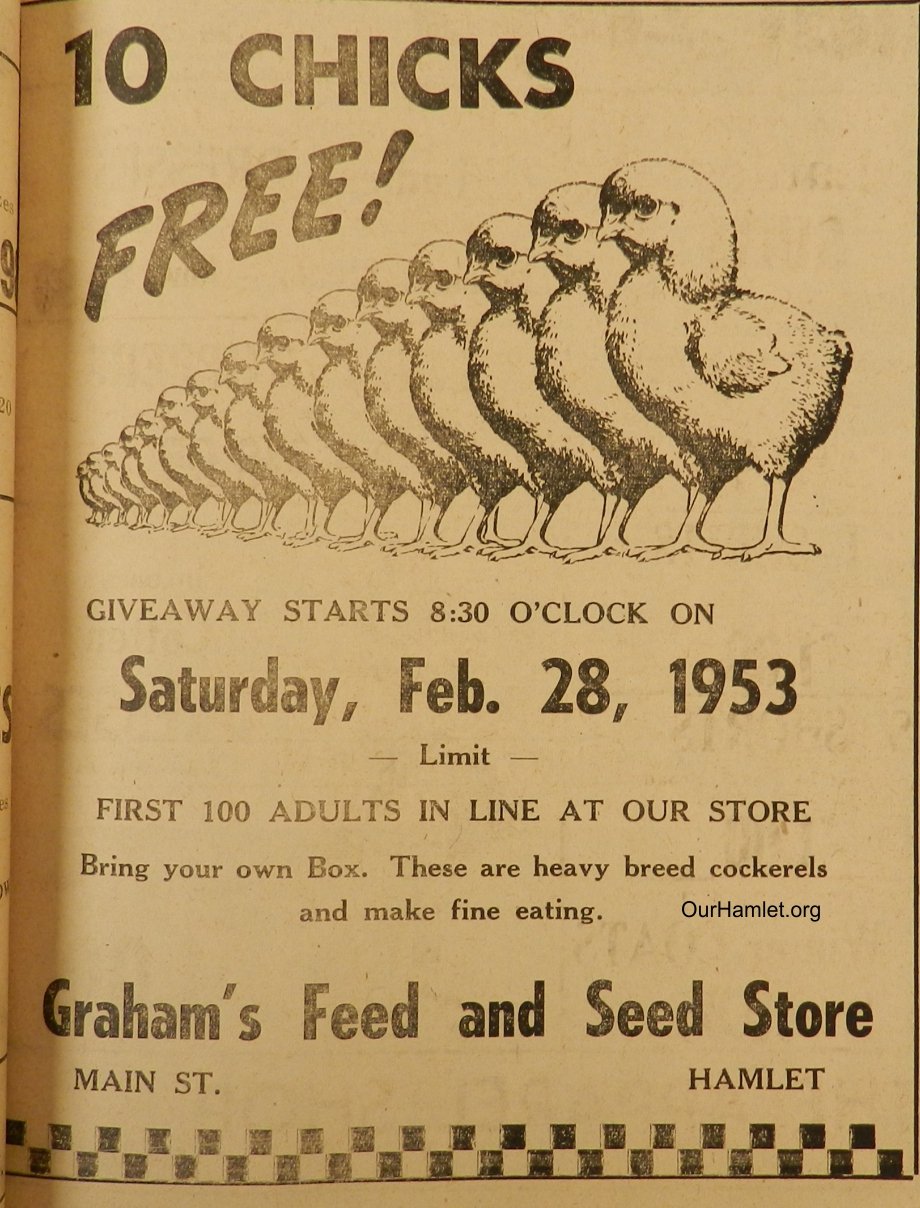 10 CHICKS
FREE!
GIVEAWAY STARTS 8:30 O'CLOCK ON
Saturday, Feb. 28, 1953
— Limit —
FIRST 100 ADULTS IN LINE AT OUR STORE
Bring your own Box. These are heavy breed cockerels
and make fine eating.
OurHamlet.org
Graham's Feed and Seed Store
MAIN ST. HAMLET
9
20